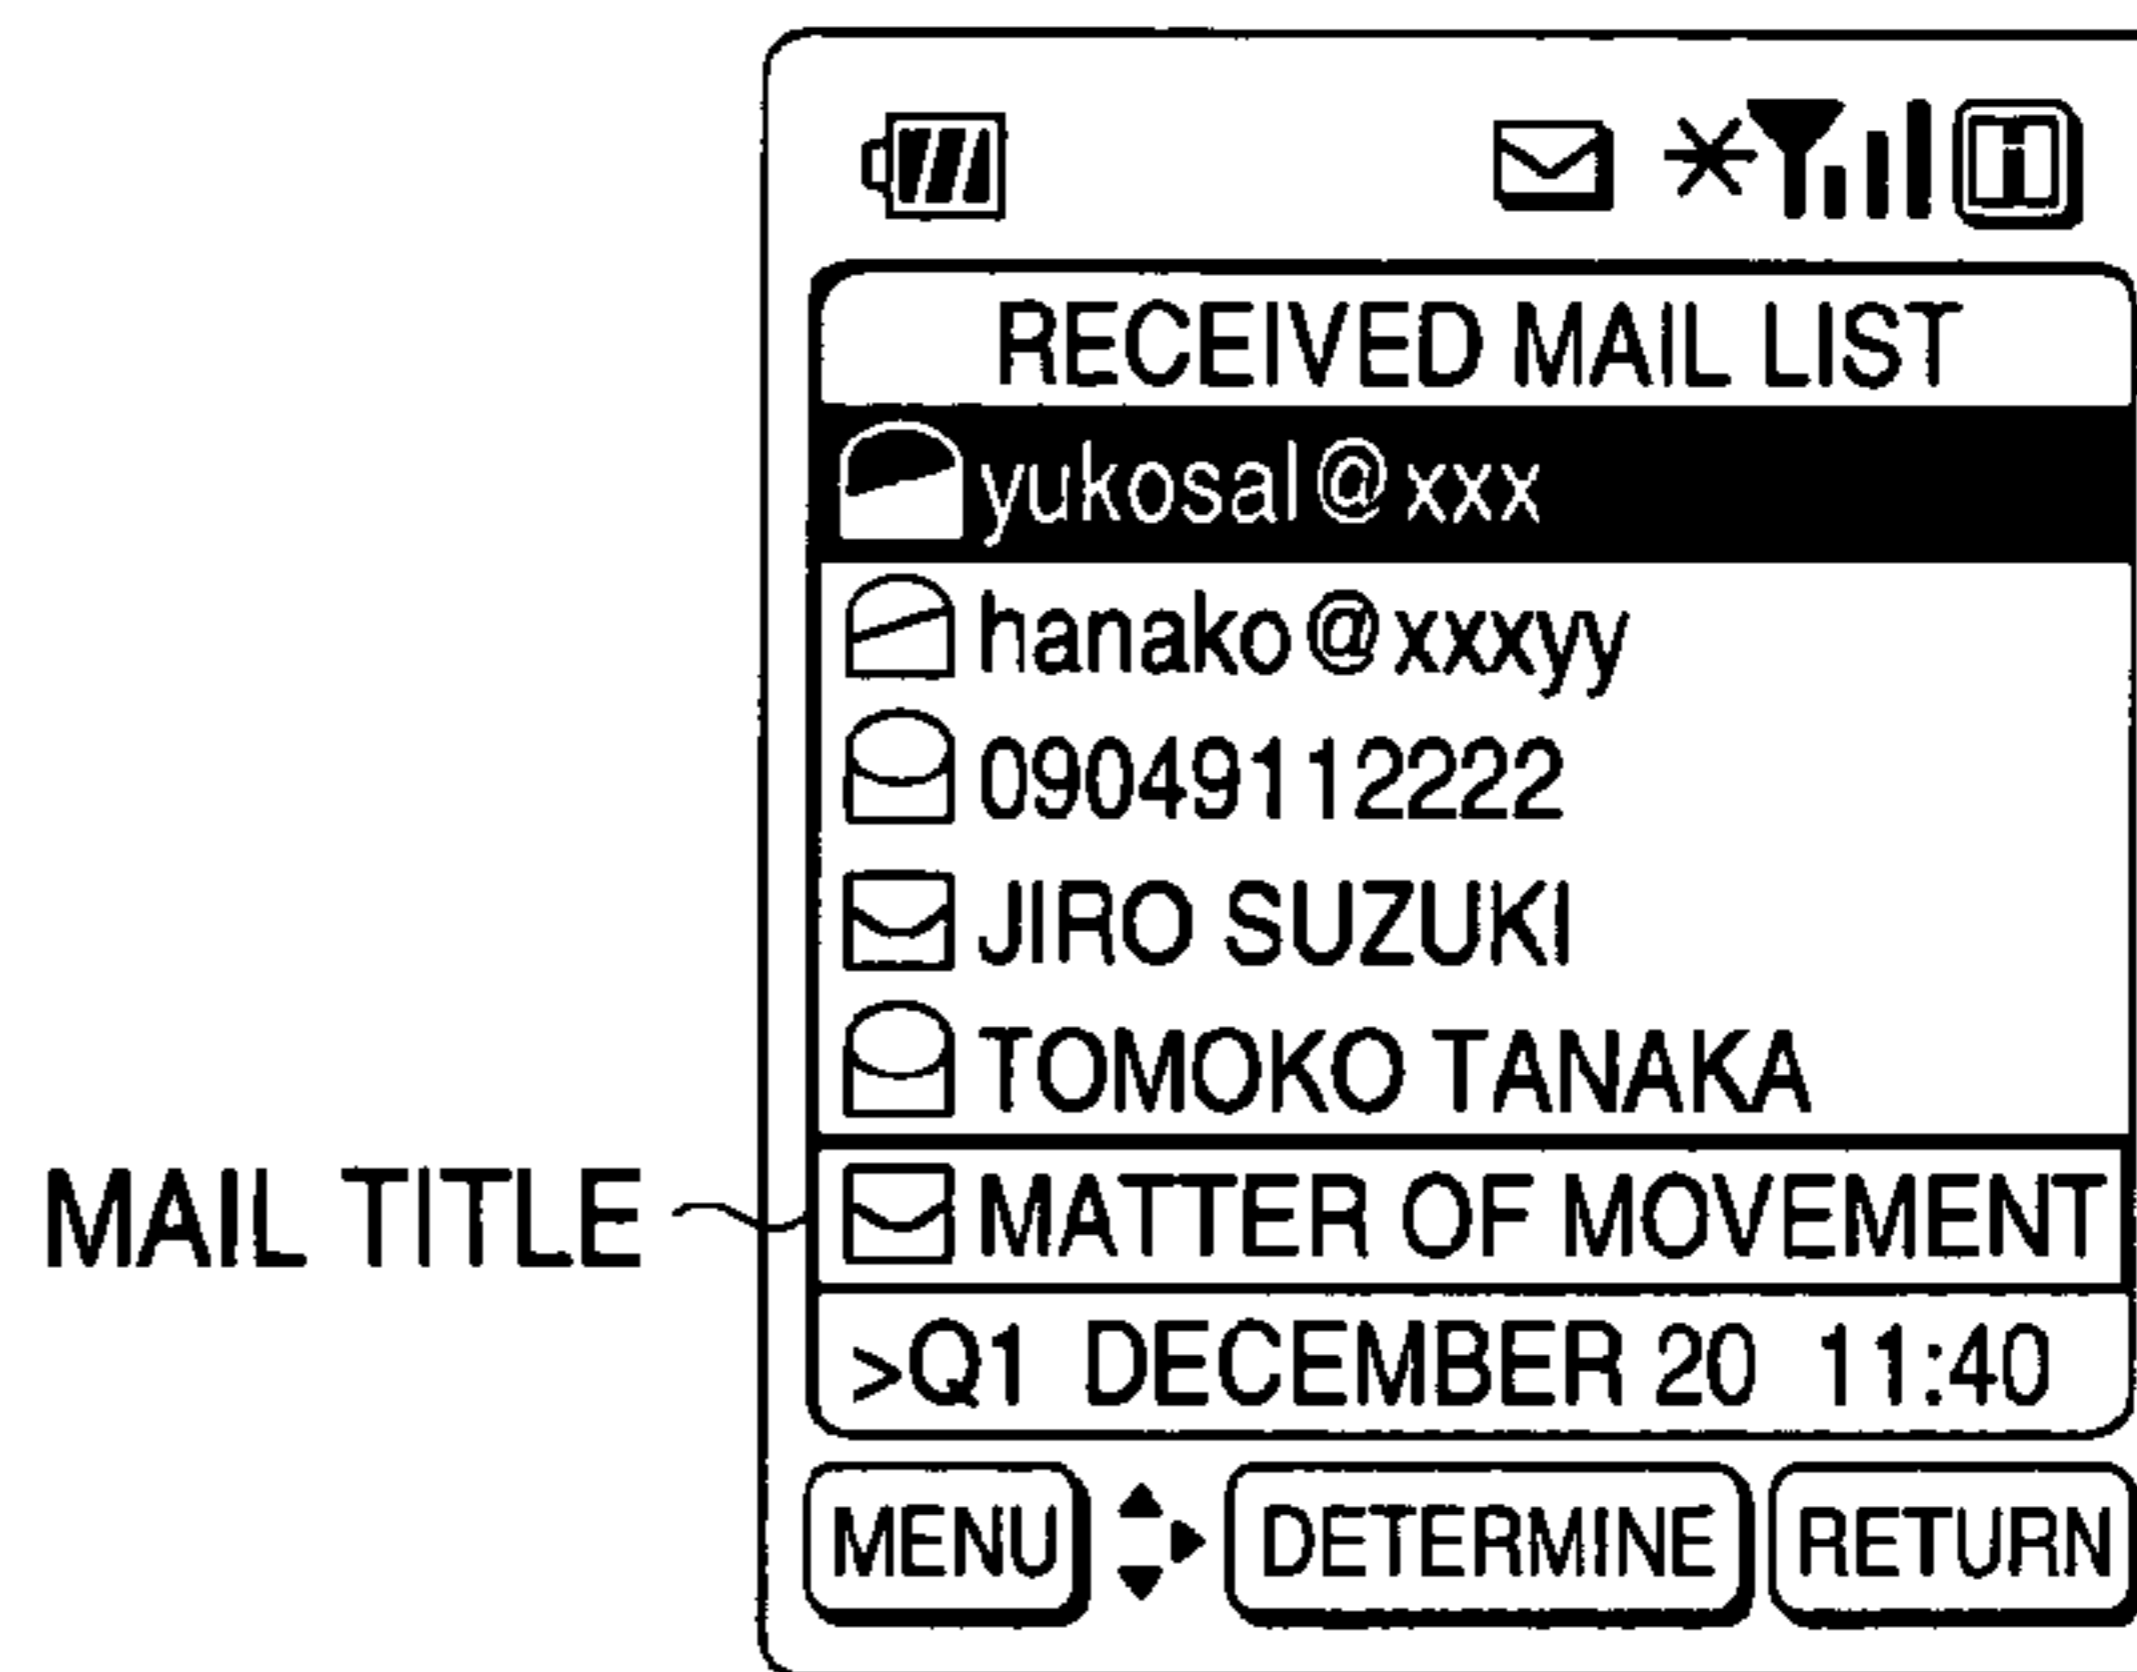 RECEIVED MAIL LIST
yukosal@xxx
hanako@xxxyy
09049112222
JIRO SUZUKI
TOMOKO TANAKA
MAIL TITLE
MATTER OF MOVEMENT
>Q1 DECEMBER 20 11:40
MENU DETERMINE RETURN